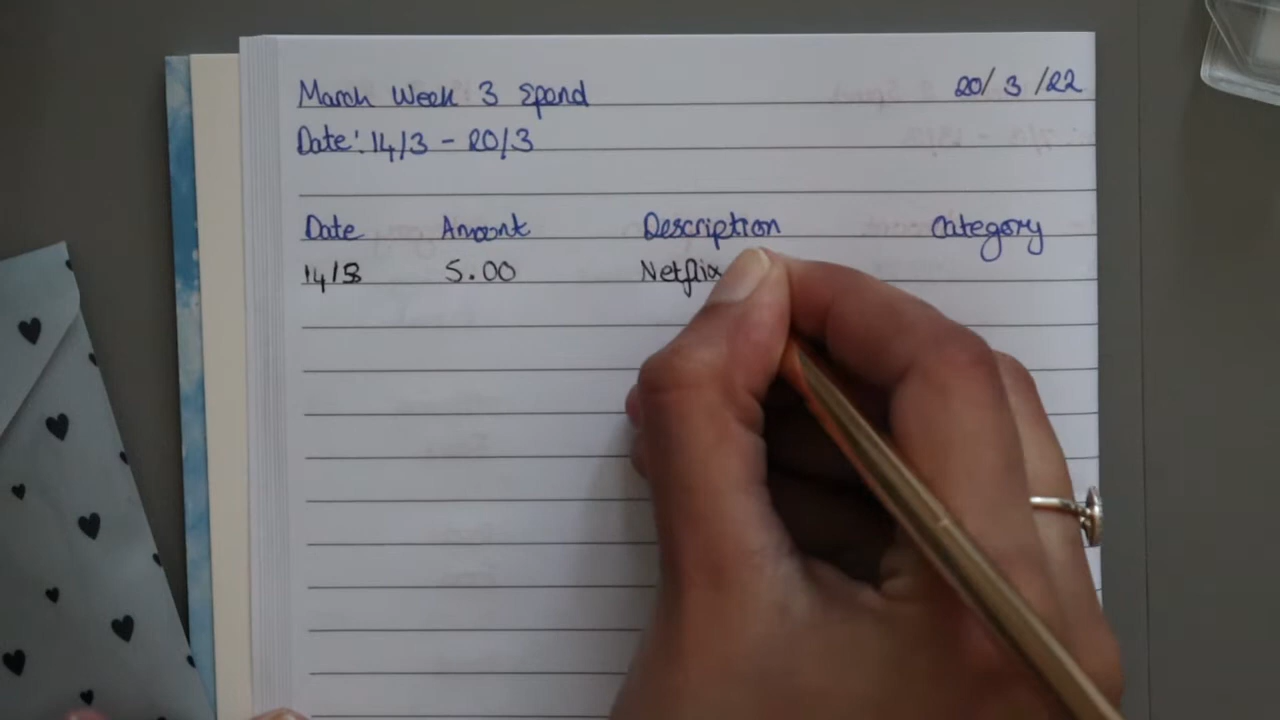 March Week 3 Spend 20/3/22
Date: 14/3 - 20/3
Date Amount Description Category
14/3 5.00 Netflix